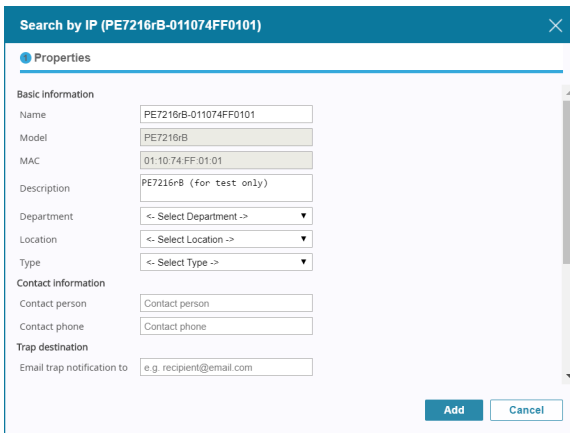 Search by IP (PE7216rB-011074FF0101)
1 Properties
Basic information
Name PE7216rB-011074FF0101
Model PE7216rB
MAC 01:10:74:FF:01:01
Description PE7216rB (for test only)
Department <- Select Department ->
Location <- Select Location ->
Type <- Select Type ->
Contact information
Contact person Contact person
Contact phone Contact phone
Trap destination
Email trap notification to e.g. recipient@email.com
Add Cancel